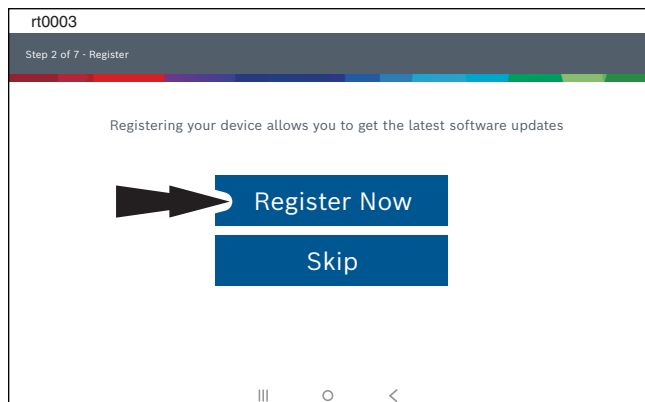 rt0003
Step 2 of 7 - Register
Registering your device allows you to get the latest software updates
Register Now
Skip